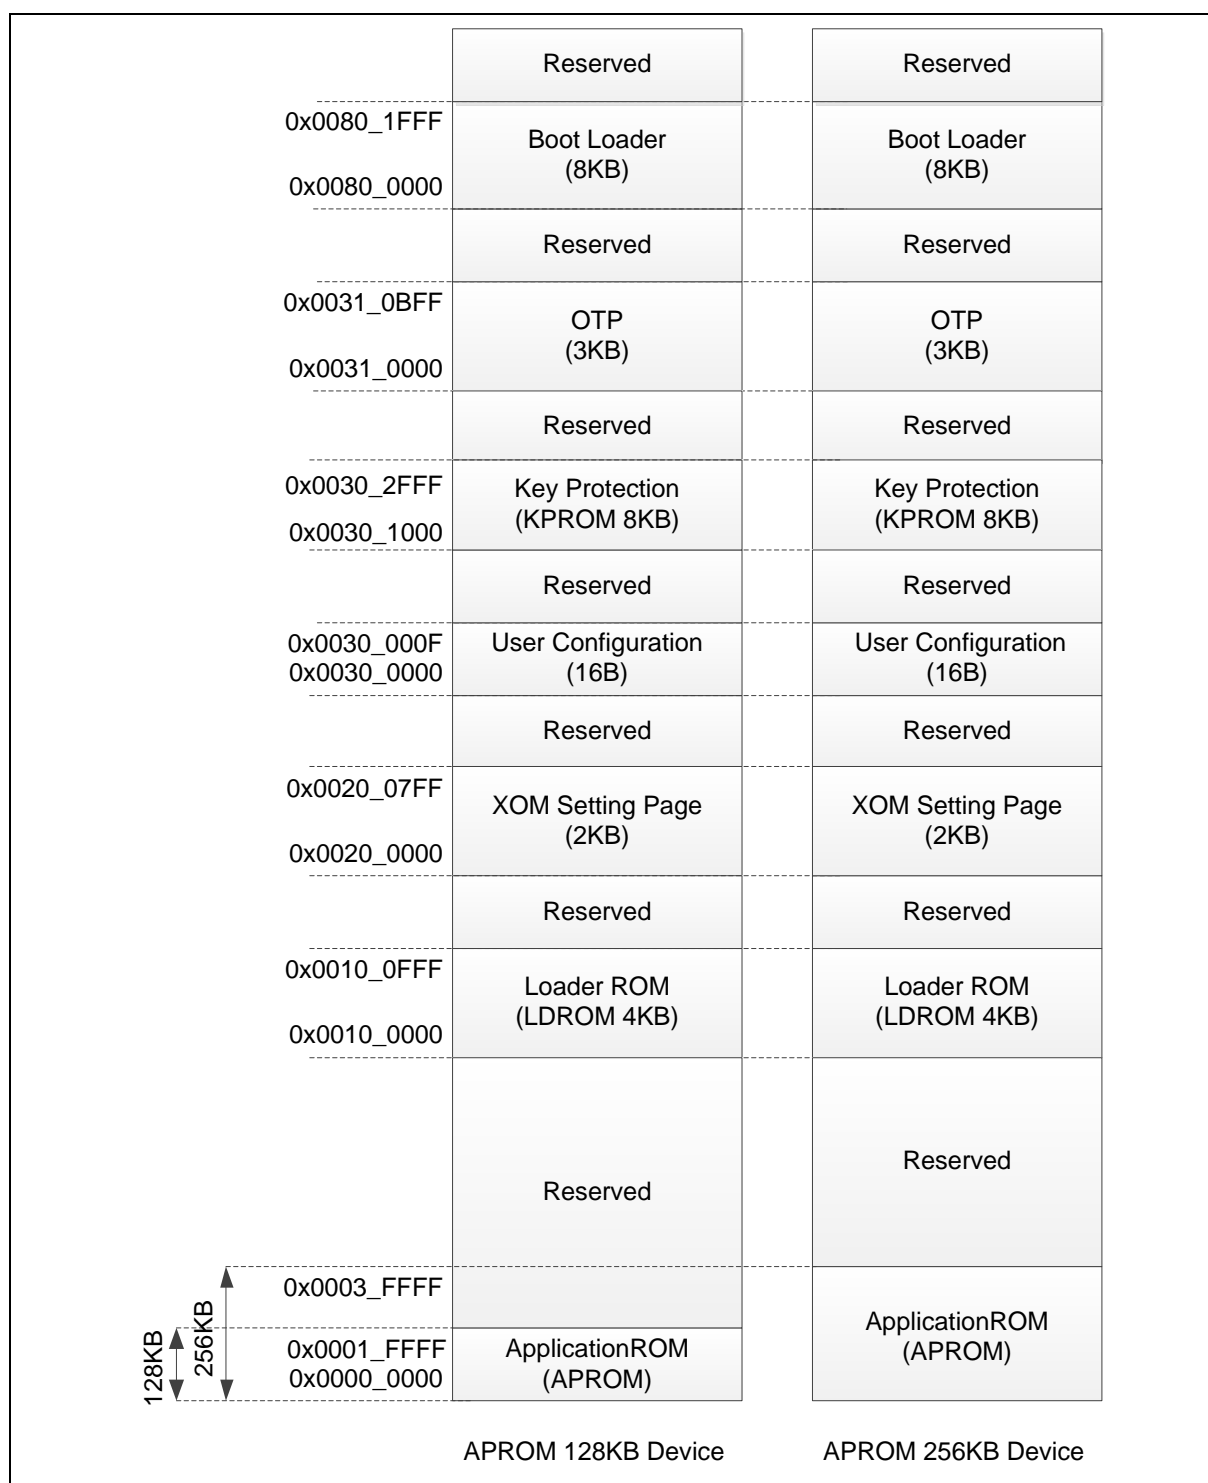 Reserved
Reserved
0x0080_1FFF
Boot Loader
(8KB)
Boot Loader
(8KB)
0x0080_0000
Reserved
Reserved
0x0031_0BFF
OTP
(3KB)
OTP
(3KB)
0x0031_0000
Reserved
Reserved
0x0030_2FFF
Key Protection
(KPROM 8KB)
Key Protection
(KPROM 8KB)
0x0030_1000
Reserved
Reserved
0x0030_000F
0x0030_0000
User Configuration
(16B)
User Configuration
(16B)
Reserved
Reserved
0x0020_07FF
XOM Setting Page
(2KB)
XOM Setting Page
(2KB)
0x0020_0000
Reserved
Reserved
0x0010_0FFF
Loader ROM
(LDROM 4KB)
Loader ROM
(LDROM 4KB)
0x0010_0000
Reserved
Reserved
0x0003_FFFF
128KB
256KB
0x0001_FFFF
0x0000_0000
ApplicationROM
(APROM)
ApplicationROM
(APROM)
APROM 128KB Device
APROM 256KB Device